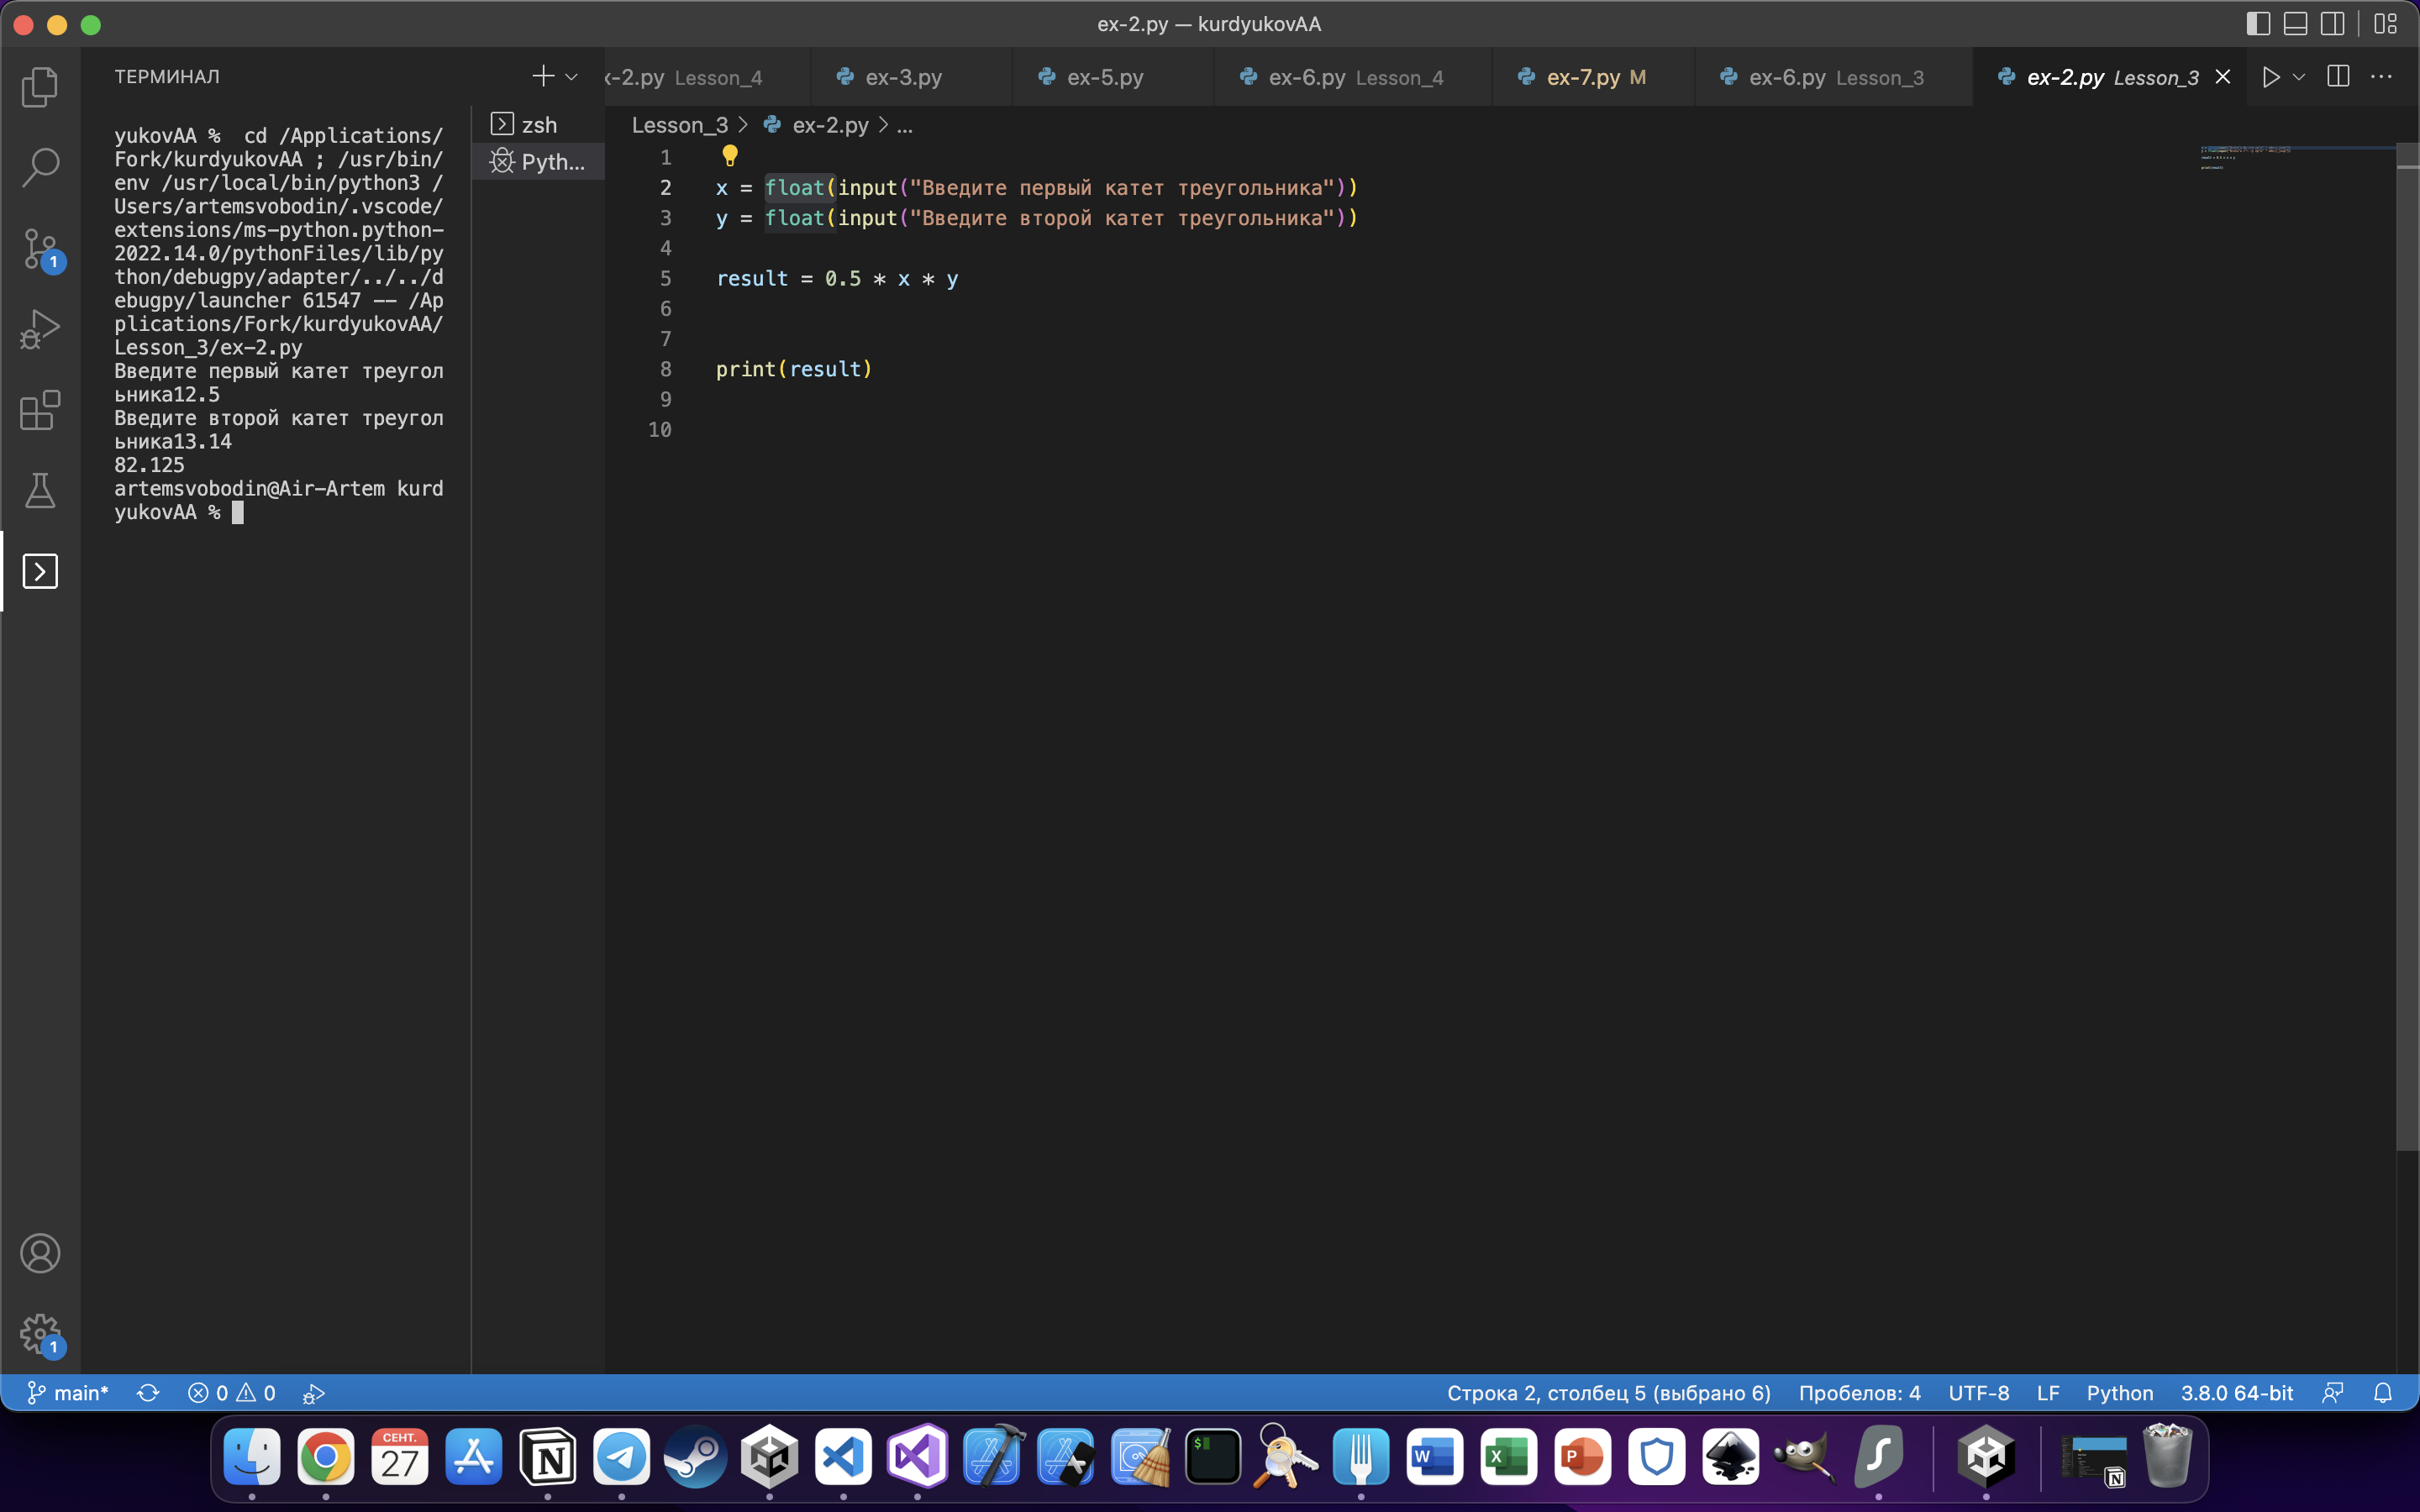 ex-2.py — kurdyukovAA
ТЕРМИНАЛ
x-2.py Lesson_4
ex-3.py
ex-5.py
ex-6.py Lesson_4
ex-7.py M
ex-6.py Lesson_3
ex-2.py Lesson_3
yukovAA %  cd /Applications/
Fork/kurdyukovAA ; /usr/bin/
env /usr/local/bin/python3 /
Users/artemsvobodin/.vscode/
extensions/ms-python.python-
2022.14.0/pythonFiles/lib/py
thon/debugpy/adapter/../../d
ebugpy/launcher 61547 -- /Ap
plications/Fork/kurdyukovAA/
Lesson_3/ex-2.py
Введите первый катет треугол
ьника12.5
Введите второй катет треугол
ьника13.14
82.125
artemsvobodin@Air-Artem kurd
yukovAA %
zsh
Pyth...
Lesson_3 > ex-2.py > ...
1
2 x = float(input("Введите первый катет треугольника"))
3 y = float(input("Введите второй катет треугольника"))
4
5 result = 0.5 * x * y
6
7
8 print(result)
9
10
1
1
main*
0
0
Строка 2, столбец 5 (выбрано 6)
Пробелов: 4
UTF-8
LF
Python
3.8.0 64-bit
СЕНТ.
27